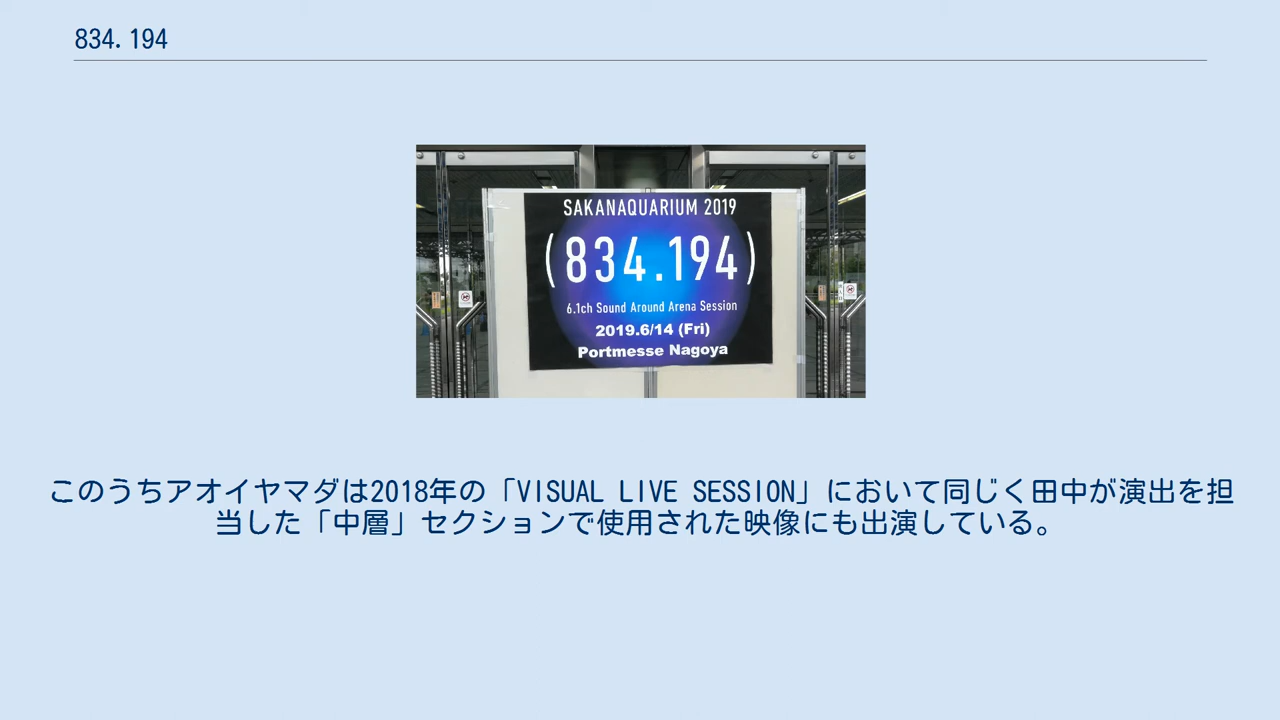 834.194
SAKANAQUARIUM 2019
(834.194)
6.1ch Sound Around Arena Session
2019.6/14 (Fri)
Portmesse Nagoya
このうちアオイヤマダは2018年の「VISUAL LIVE SESSION」において同じく田中が演出を担
当した「中層」セクションで使用された映像にも出演している。